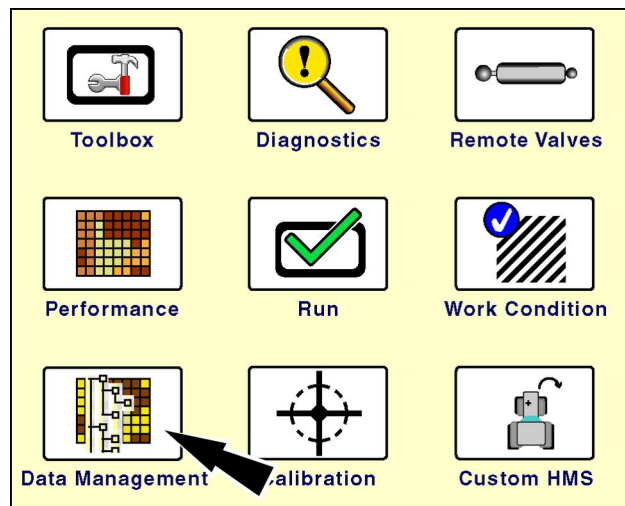 Toolbox Diagnostics Remote Valves
Performance Run Work Condition
Data Management alibration Custom HMS